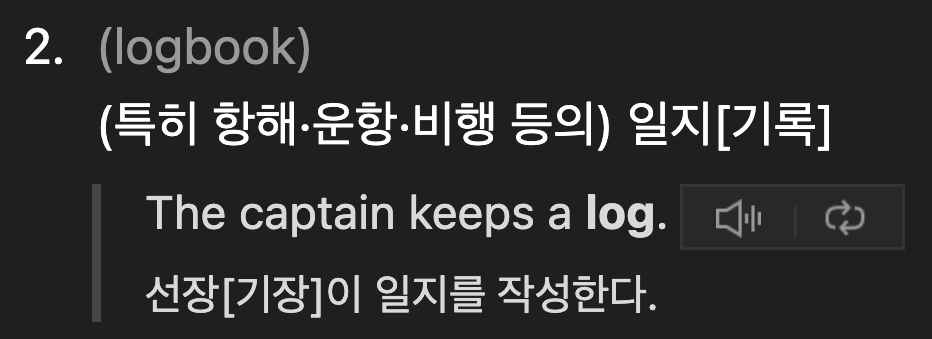 2. (logbook)
(특히 항해·운항·비행 등의) 일지[기록]
The captain keeps a log.
선장[기장]이 일지를 작성한다.